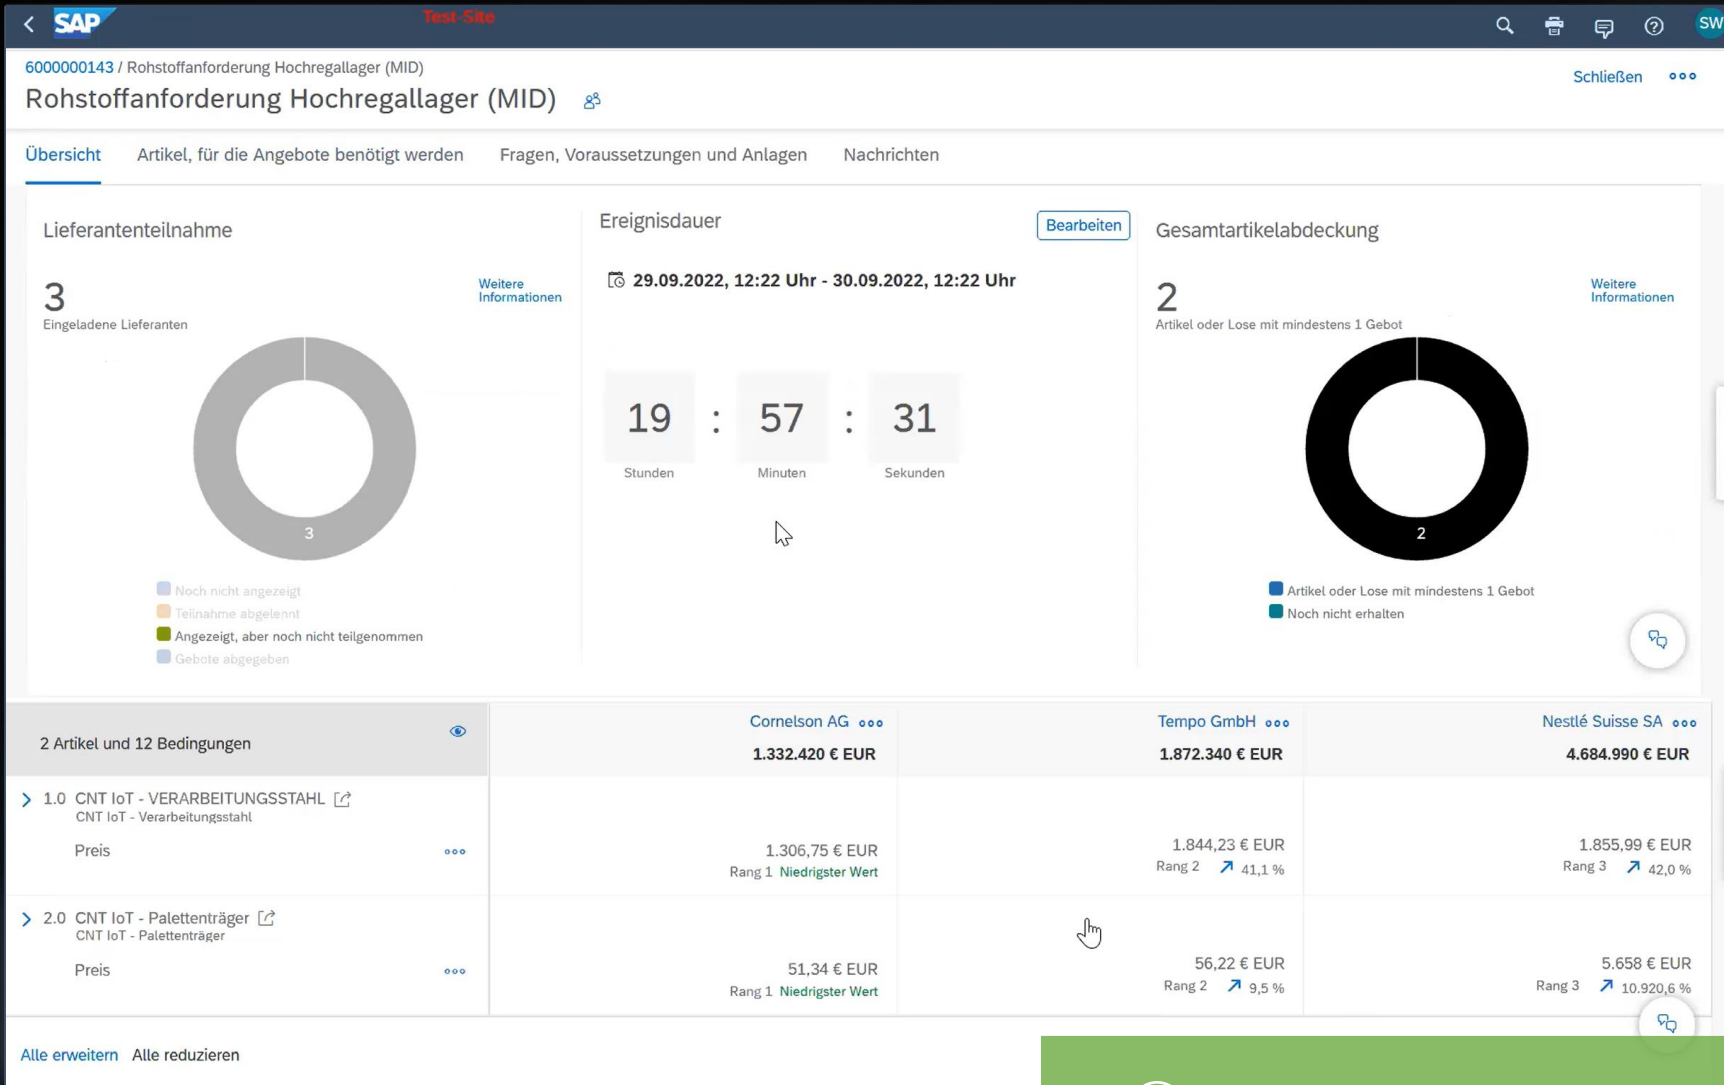 SAP
Test-Site
SW
6000000143 / Rohstoffanforderung Hochregallager (MID)
Rohstoffanforderung Hochregallager (MID)
Schließen
Übersicht
Artikel, für die Angebote benötigt werden
Fragen, Voraussetzungen und Anlagen
Nachrichten
Lieferantenteilnahme
3
Eingeladene Lieferanten
Weitere
Informationen
3
Noch nicht angezeigt
Teilnahme abgelennt
Angezeigt, aber noch nicht teilgenommen
Gebote abgegeben
Ereignisdauer
Bearbeiten
29.09.2022, 12:22 Uhr - 30.09.2022, 12:22 Uhr
19 : 57 : 31
Stunden Minuten Sekunden
Gesamtartikelabdeckung
2
Artikel oder Lose mit mindestens 1 Gebot
Weitere
Informationen
2
Artikel oder Lose mit mindestens 1 Gebot
Noch nicht erhalten
2 Artikel und 12 Bedingungen
Cornelson AG
1.332.420 € EUR
Tempo GmbH
1.872.340 € EUR
Nestlé Suisse SA
4.684.990 € EUR
1.0 CNT IoT - VERARBEITUNGSSTAHL
CNT IoT - Verarbeitungsstahl
Preis
1.306,75 € EUR
Rang 1 Niedrigster Wert
1.844,23 € EUR
Rang 2 41,1 %
1.855,99 € EUR
Rang 3 42,0 %
2.0 CNT IoT - Palettenträger
CNT IoT - Palettenträger
Preis
51,34 € EUR
Rang 1 Niedrigster Wert
56,22 € EUR
Rang 2 9,5 %
5.658 € EUR
Rang 3 10.920,6 %
Alle erweitern Alle reduzieren